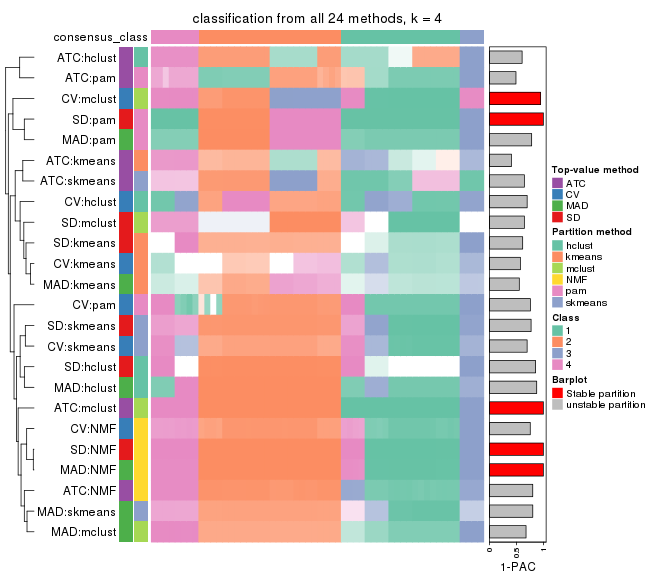 classification from all 24 methods, k = 4
consensus_class
ATC:hclust
ATC:pam
CV:mclust
SD:pam
MAD:pam
ATC:kmeans
ATC:skmeans
CV:hclust
SD:mclust
SD:kmeans
CV:kmeans
MAD:kmeans
CV:pam
SD:skmeans
CV:skmeans
SD:hclust
MAD:hclust
ATC:mclust
CV:NMF
SD:NMF
MAD:NMF
ATC:NMF
MAD:skmeans
MAD:mclust
0
0.5
1
1-PAC
Top-value method
ATC
CV
MAD
SD
Partition method
hclust
kmeans
mclust
NMF
pam
skmeans
Class
1
2
3
4
Barplot
Stable partition
unstable partition